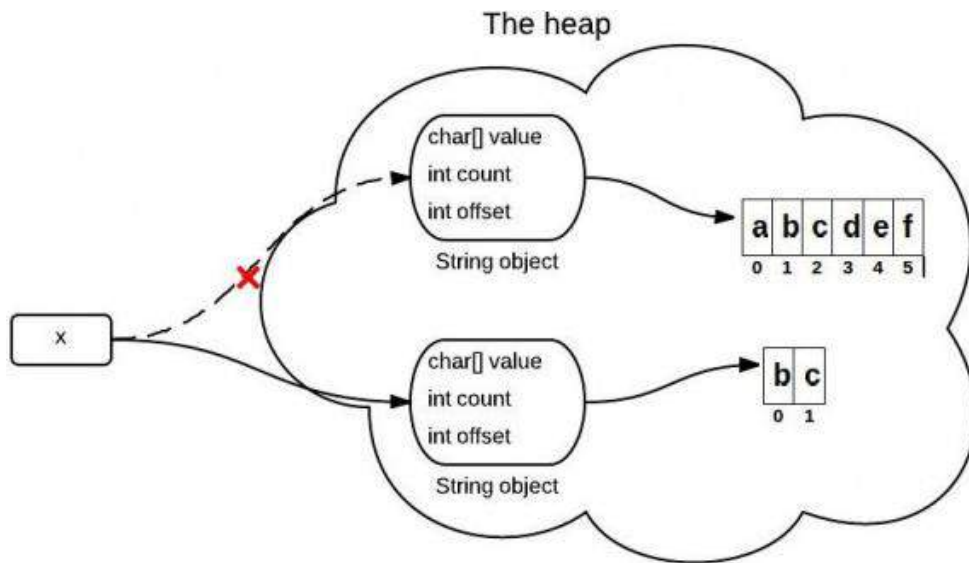 The heap
char[] value
int count
int offset
String object
a b c d e f
0 1 2 3 4 5
x
char[] value
int count
int offset
String object
b c
0 1